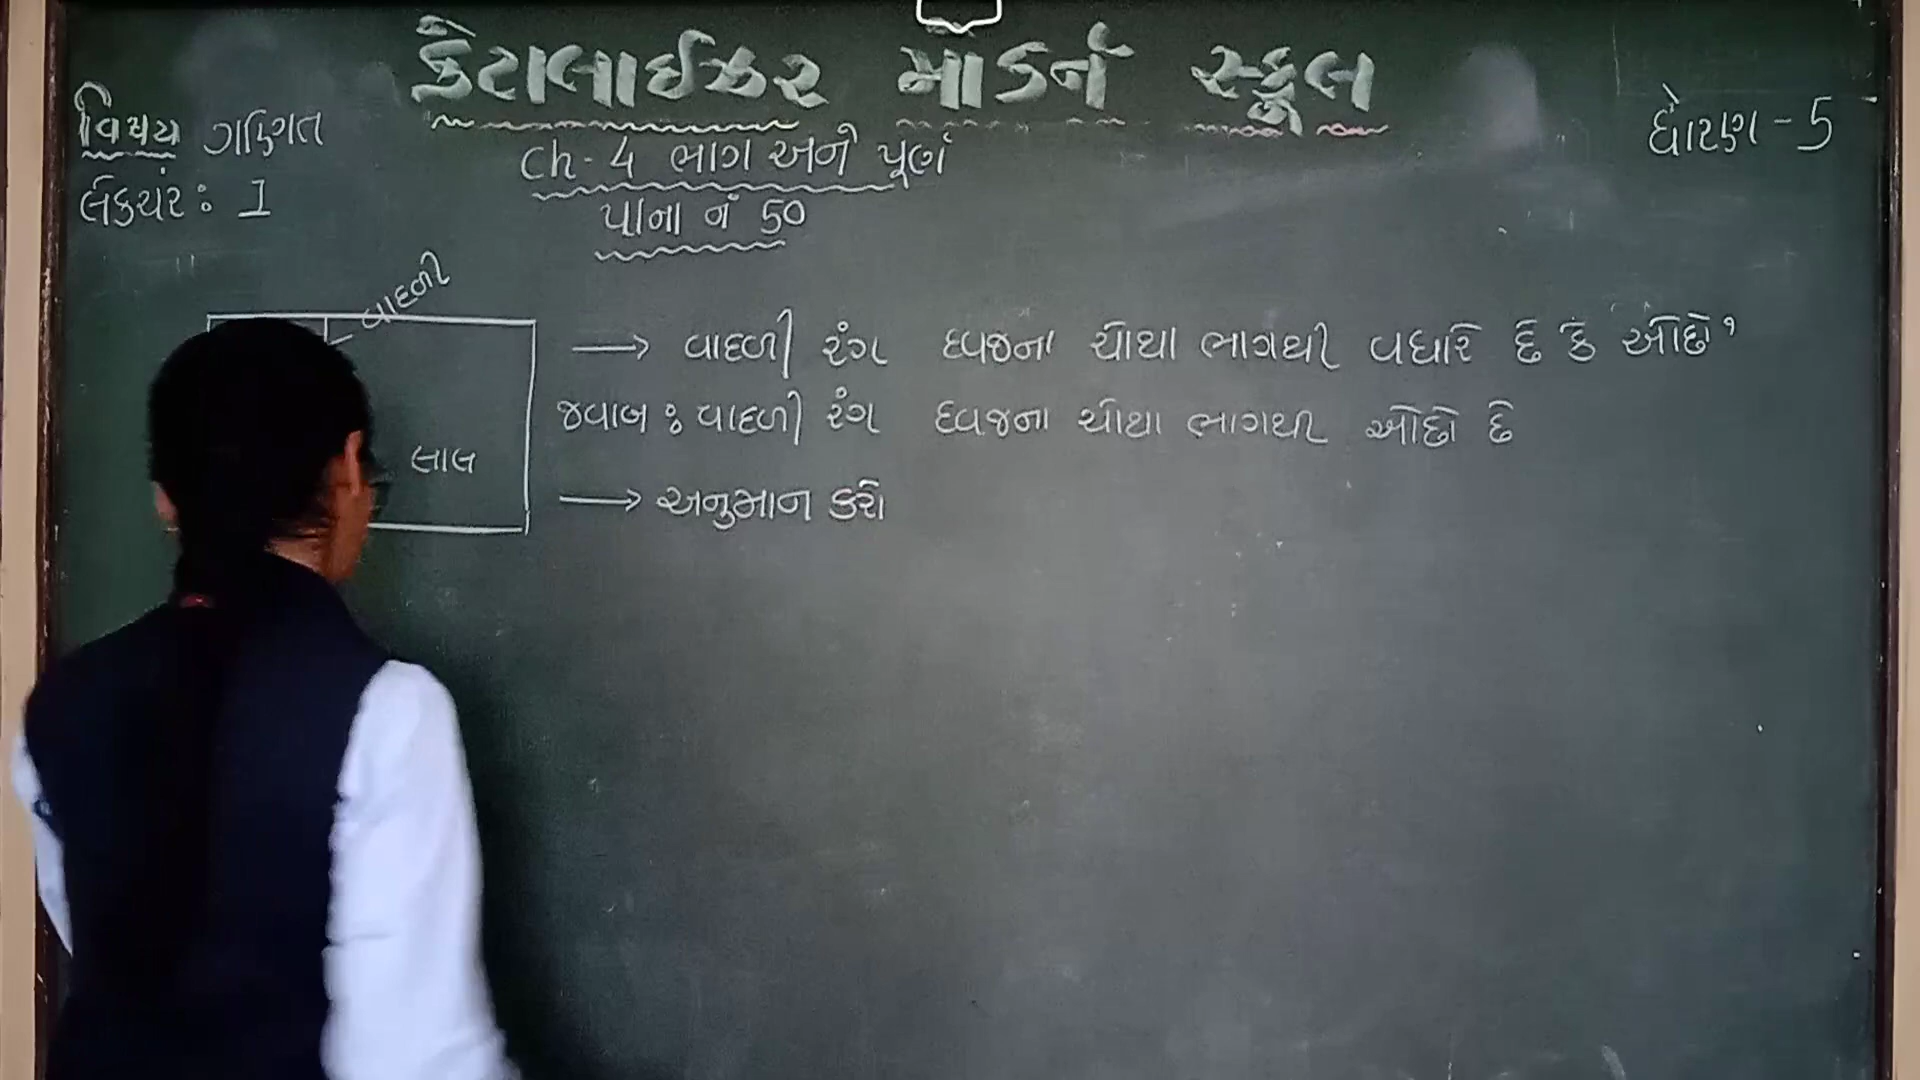 કેટાલાઈઝર મોડર્ન સ્કૂલ
વિષય ગણિત
ધોરણ - 5
Ch - 4 ભાગ અને પૂર્ણ
લેકચર : 1
પાના નં 50
વાદળી
→ વાદળી રંગ ધ્વજના ચોથા ભાગથી વધારે છે કે ઓછો ?
જવાબ : વાદળી રંગ ધ્વજના ચોથા ભાગથી ઓછો છે
લાલ
→ અનુમાન કરો